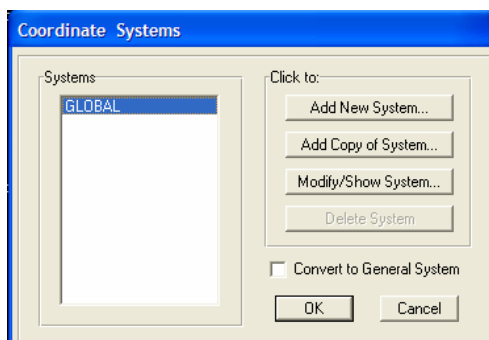 Coordinate Systems
Systems
GLOBAL
Click to:
Add New System...
Add Copy of System...
Modify/Show System...
Delete System
Convert to General System
OK
Cancel